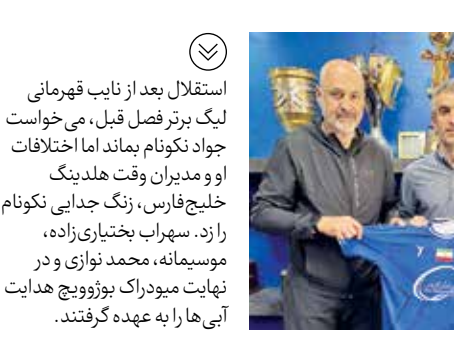 استقلال بعد از نایب قهرمانی
لیگ برتر فصل قبل، می‌خواست
جواد نکونام بماند اما اختلافات
او و مدیران وقت هلدینگ
خلیج‌فارس، زنگ جدایی نکونام
را زد. سهراب بختیاری‌زاده،
موسیمانه، محمد نوازی و در
نهایت میودراک بوژوویچ هدایت
آبی‌ها را به عهده گرفتند.